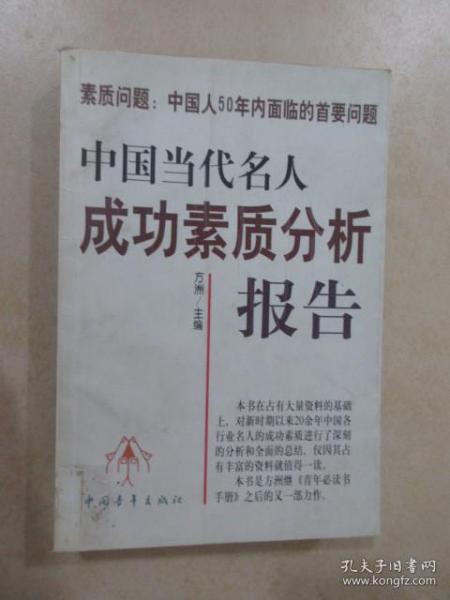 素质问题：中国人50年内面临的首要问题
中国当代名人
成功素质分析
报告
方洲/主编
本书在占有大量资料的基础
上，对新时期以来20余年中国各
行业名人的成功素质进行了深刻
的分析和全面的总结，仅因其占
有丰富的资料就值得一读。
本书是方洲继《青年必读书
手册》之后的又一部力作。
中国青年出版社
孔夫子旧书网
www.kongfz.com